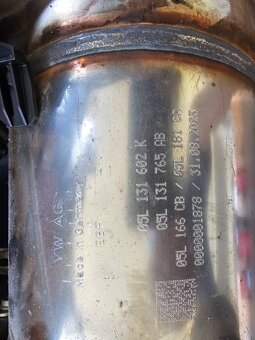 VW AG
Made in Germany
05L 131 602 K
05L 131 765 AB
05L 166 CB / 05L 181 BA
0000001878 / 31.08.2023